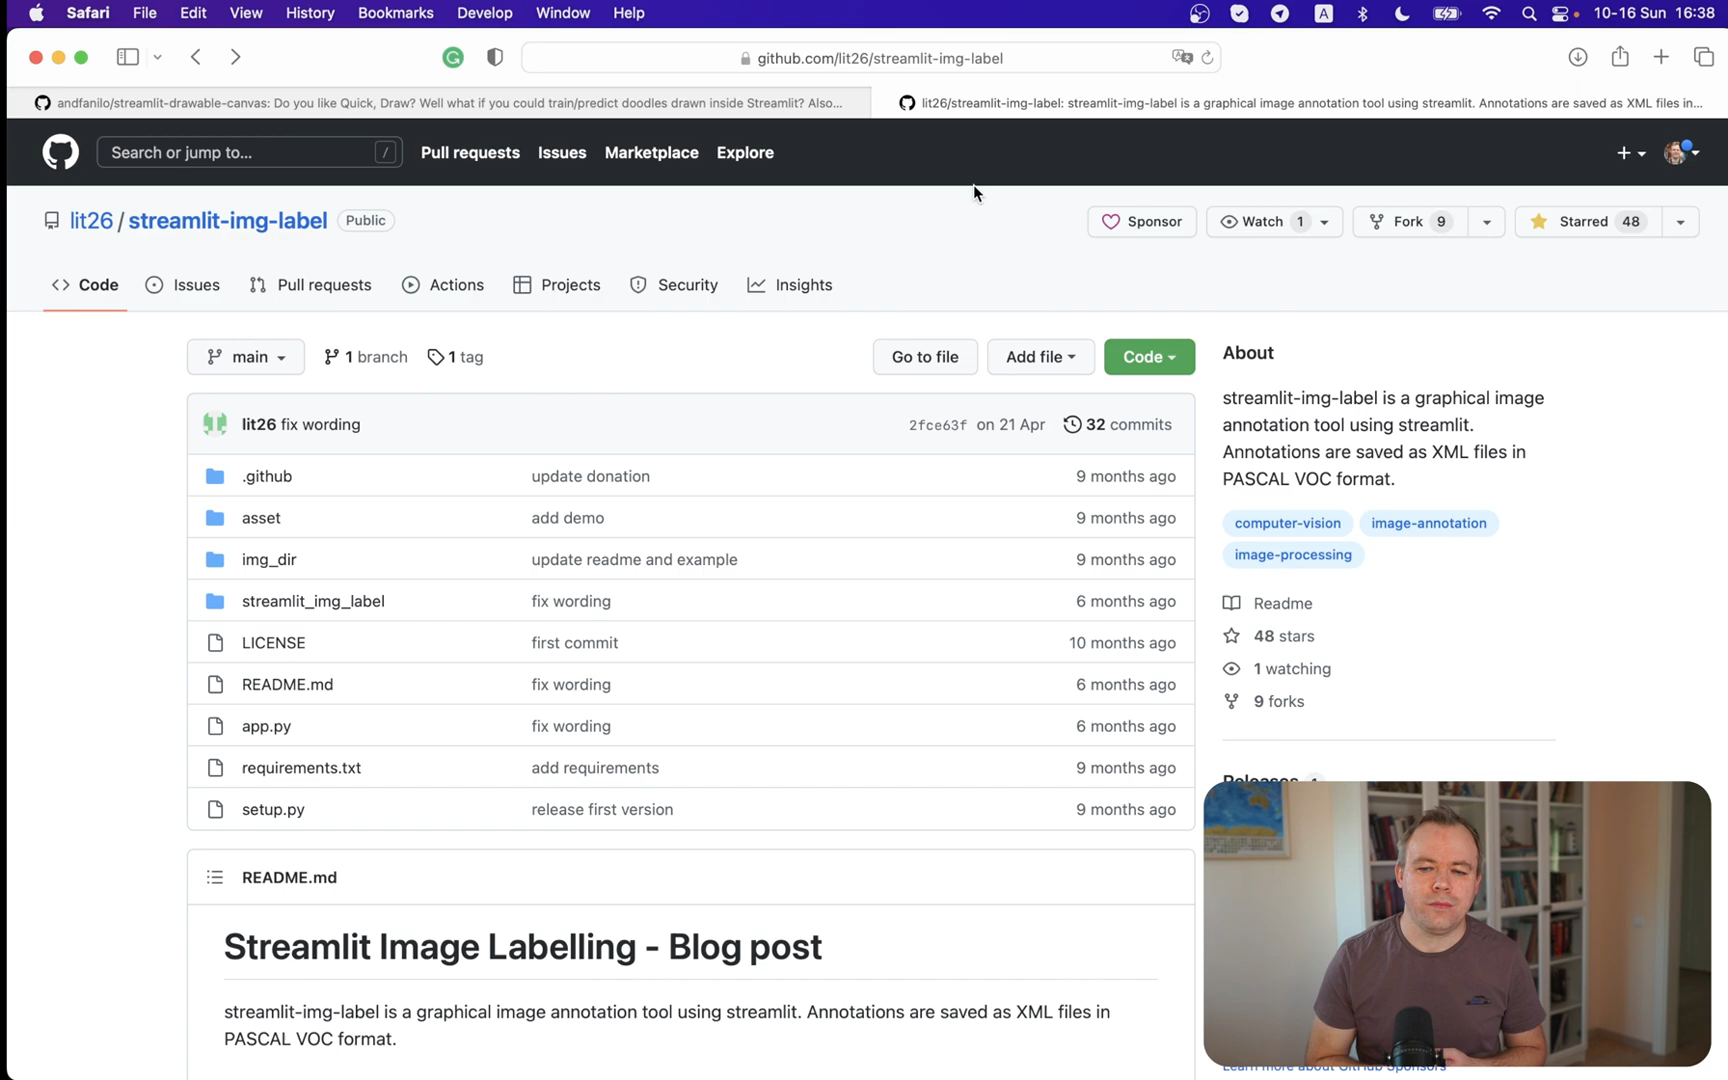 Safari File Edit View History Bookmarks Develop Window Help A 10-16 Sun 16:38
github.com/lit26/streamlit-img-label
andfanilo/streamlit-drawable-canvas: Do you like Quick, Draw? Well what if you could train/predict doodles drawn inside Streamlit? Also...
lit26/streamlit-img-label: streamlit-img-label is a graphical image annotation tool using streamlit. Annotations are saved as XML files in...
Search or jump to... / Pull requests Issues Marketplace Explore
lit26 / streamlit-img-label Public
Sponsor Watch 1 Fork 9 Starred 48
Code Issues Pull requests Actions Projects Security Insights
main 1 branch 1 tag Go to file Add file Code
lit26 fix wording 2fce63f on 21 Apr 32 commits
.github update donation 9 months ago
asset add demo 9 months ago
img_dir update readme and example 9 months ago
streamlit_img_label fix wording 6 months ago
LICENSE first commit 10 months ago
README.md fix wording 6 months ago
app.py fix wording 6 months ago
requirements.txt add requirements 9 months ago
setup.py release first version 9 months ago
README.md
Streamlit Image Labelling - Blog post
streamlit-img-label is a graphical image annotation tool using streamlit. Annotations are saved as XML files in
PASCAL VOC format.
About
streamlit-img-label is a graphical image
annotation tool using streamlit.
Annotations are saved as XML files in
PASCAL VOC format.
computer-vision image-annotation
image-processing
Readme
48 stars
1 watching
9 forks
Releases 1
Learn more about GitHub Sponsors